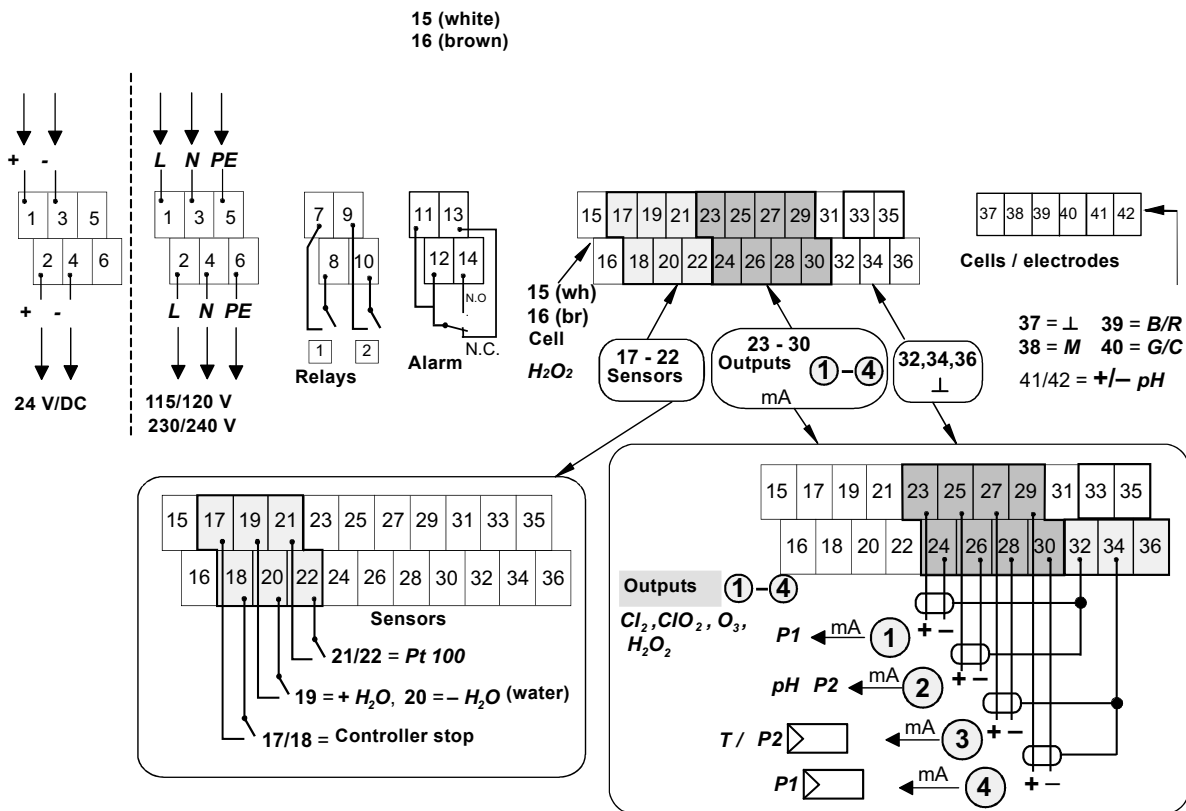 15 (white)
16 (brown)
+ -
L N PE
1 3 5
2 4 6
+ -
24 V/DC
1 3 5
2 4 6
L N PE
115/120 V
230/240 V
7 9
8 10
1 2
Relays
11 13
12 14
N.O
N.C.
Alarm
15 17 19 21 23 25 27 29 31 33 35
16 18 20 22 24 26 28 30 32 34 36
15 (wh)
16 (br)
Cell
H₂O₂
17 - 22
Sensors
23 - 30
Outputs 1 – 4
mA
32,34,36
⊥
37 38 39 40 41 42
Cells / electrodes
37 = ⊥ 39 = B/R
38 = M 40 = G/C
41/42 = +/– pH
15 17 19 21 23 25 27 29 31 33 35
16 18 20 22 24 26 28 30 32 34 36
Sensors
21/22 = Pt 100
19 = + H₂O, 20 = – H₂O (water)
17/18 = Controller stop
15 17 19 21 23 25 27 29 31 33 35
16 18 20 22 24 26 28 30 32 34 36
Outputs 1 – 4
Cl₂ ,ClO₂ , O₃ ,
H₂O₂
P1 mA 1 + –
pH P2 mA 2 + –
T / P2 mA 3 + –
P1 mA 4 + –